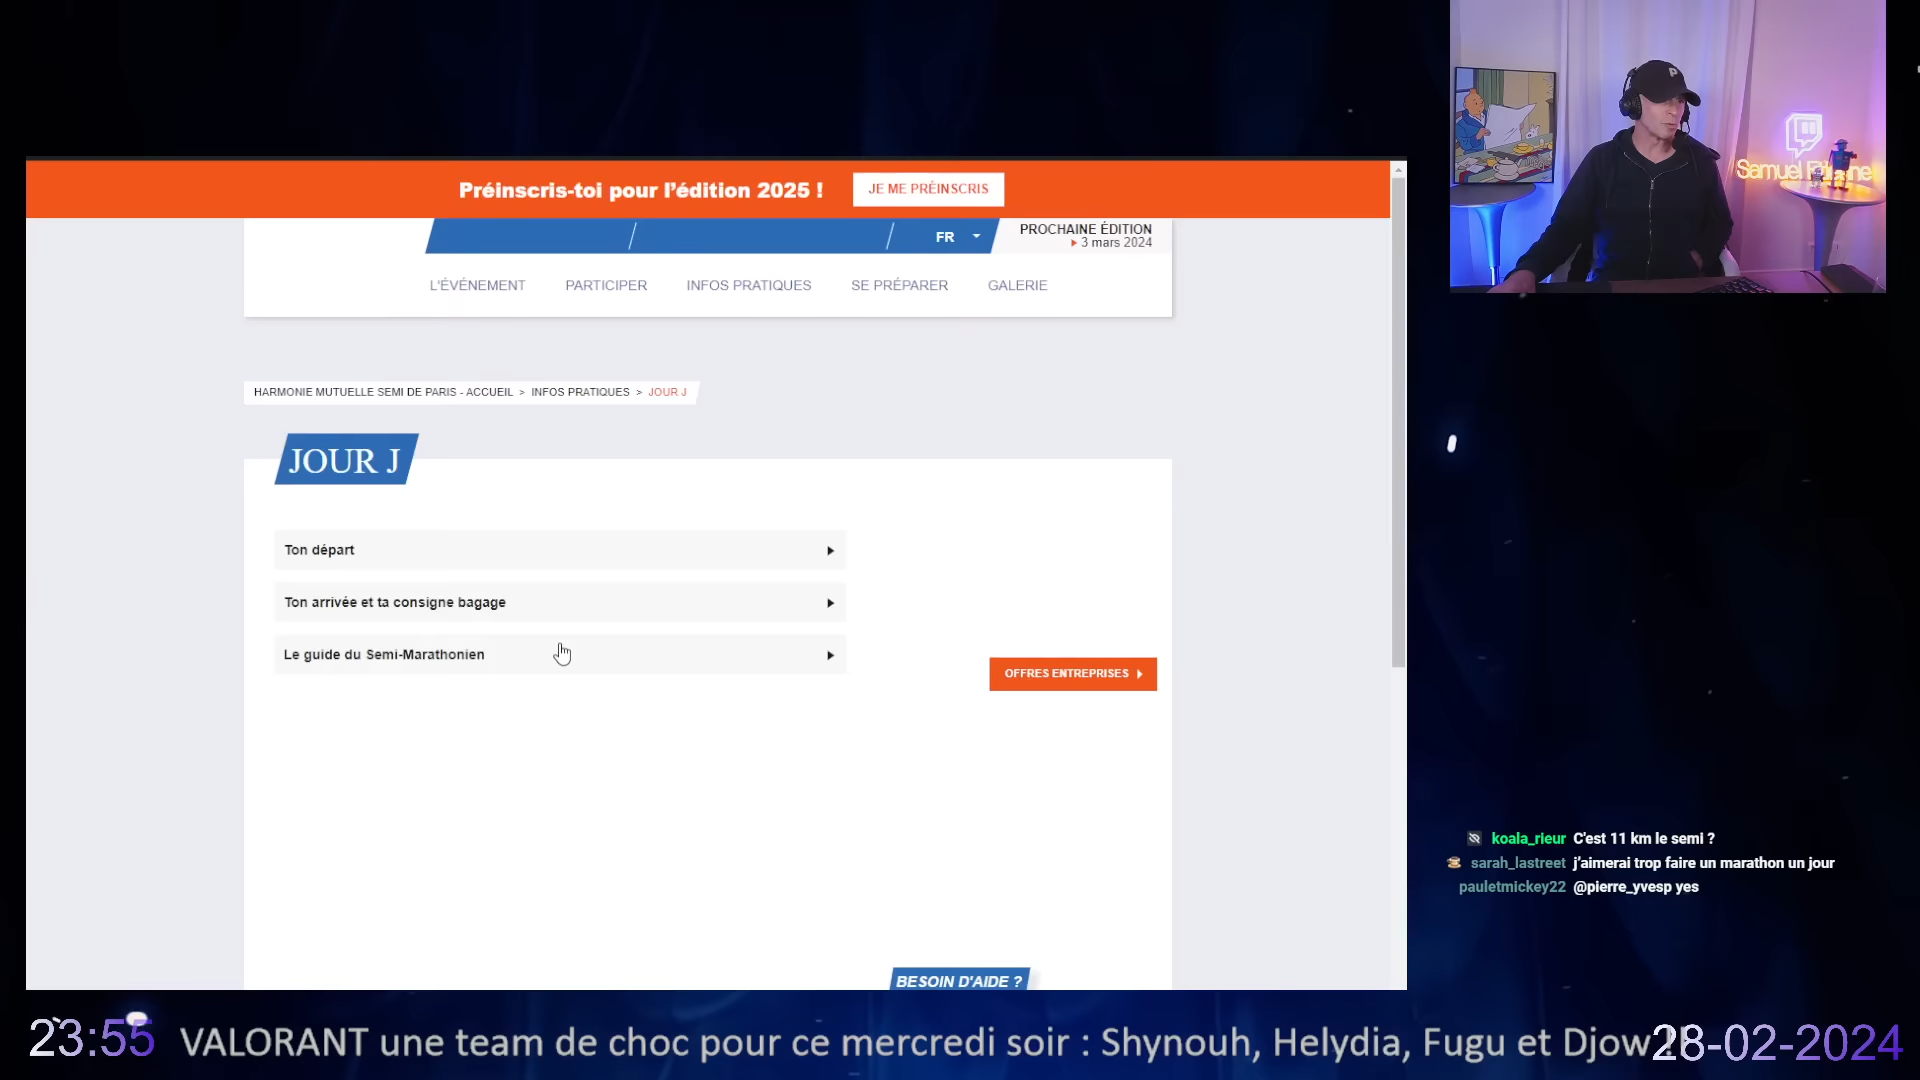 Préinscris-toi pour l'édition 2025 !
JE ME PRÉINSCRIS
FR
PROCHAINE ÉDITION
3 mars 2024
L'ÉVÉNEMENT
PARTICIPER
INFOS PRATIQUES
SE PRÉPARER
GALERIE
HARMONIE MUTUELLE SEMI DE PARIS - ACCUEIL > INFOS PRATIQUES > JOUR J
JOUR J
Ton départ
Ton arrivée et ta consigne bagage
Le guide du Semi-Marathonien
OFFRES ENTREPRISES
BESOIN D'AIDE ?
P
Samuel Etienne
koala_rieur C'est 11 km le semi ?
sarah_lastreet j'aimerai trop faire un marathon un jour
pauletmickey22 @pierre_yvesp yes
23:55
VALORANT une team de choc pour ce mercredi soir : Shynouh, Helydia, Fugu et Djow
28-02-2024